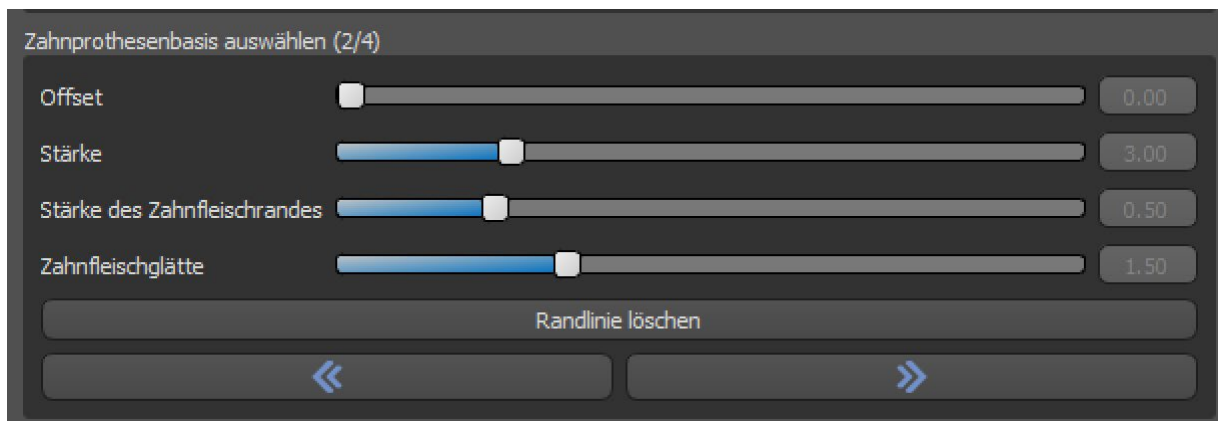 Zahnprothesenbasis auswählen (2/4)
Offset 0.00
Stärke 3.00
Stärke des Zahnfleischrandes 0.50
Zahnfleischglätte 1.50
Randlinie löschen